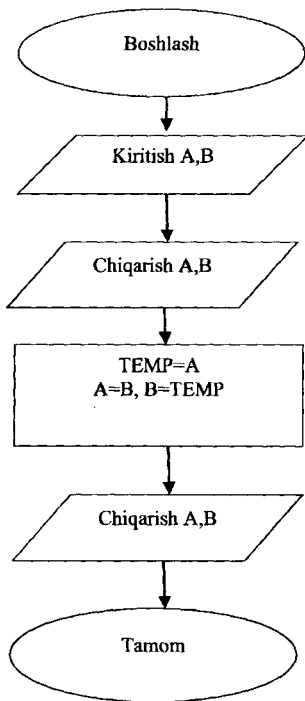 Boshlash
Kiritish A,B
Chiqarish A,B
TEMP=A
A=B, B=TEMP
Chiqarish A,B
Tamom